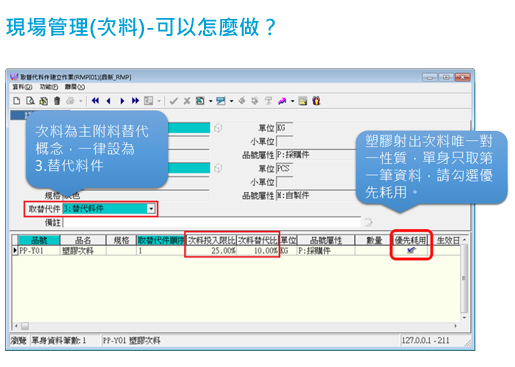 現場管理(次料)-可以怎麼做？
取替代料件建立作業(RMPI01)(鼎新_RMP)
資料(D) 功能(F) 離開(X)
次料為主附料替代
概念，一律設為
3.替代料件
塑膠射出次料唯一對
一性質，單身只取第
一筆資料，請勾選優
先耗用。
單位 KG
小單位
品號屬性 P:採購件
單位 PCS
小單位
規格 灰色 品號屬性 M:自製件
取替代件 3:替代料件
備註
品號 品名 規格 取替代件順序 次料投入限比 次料替代比 單位 品號屬性 數量 優先耗用 生效日
PP-Y01 塑膠次料 1 25.00% 10.00% KG P:採購件
瀏覽 單身資料筆數:1 PP-Y01 塑膠次料 127.0.0.1 - 211